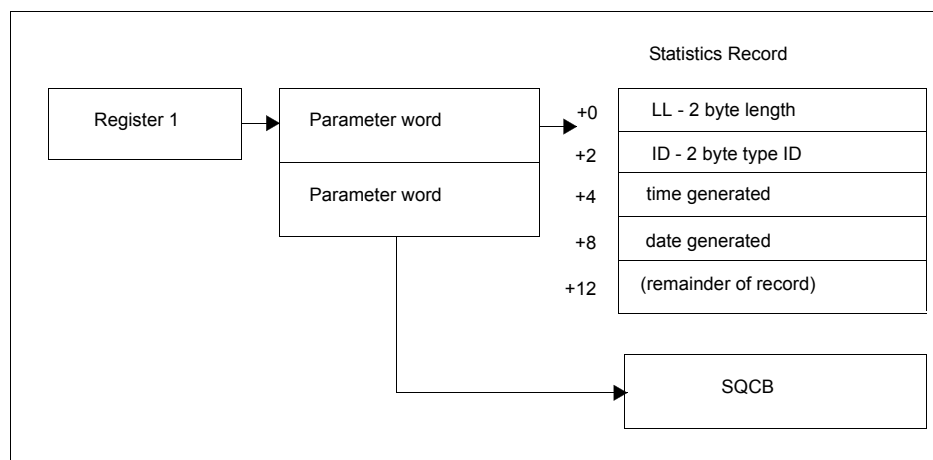 Statistics Record
Register 1
Parameter word
+0
LL - 2 byte length
+2
ID - 2 byte type ID
Parameter word
+4
time generated
+8
date generated
+12
(remainder of record)
SQCB